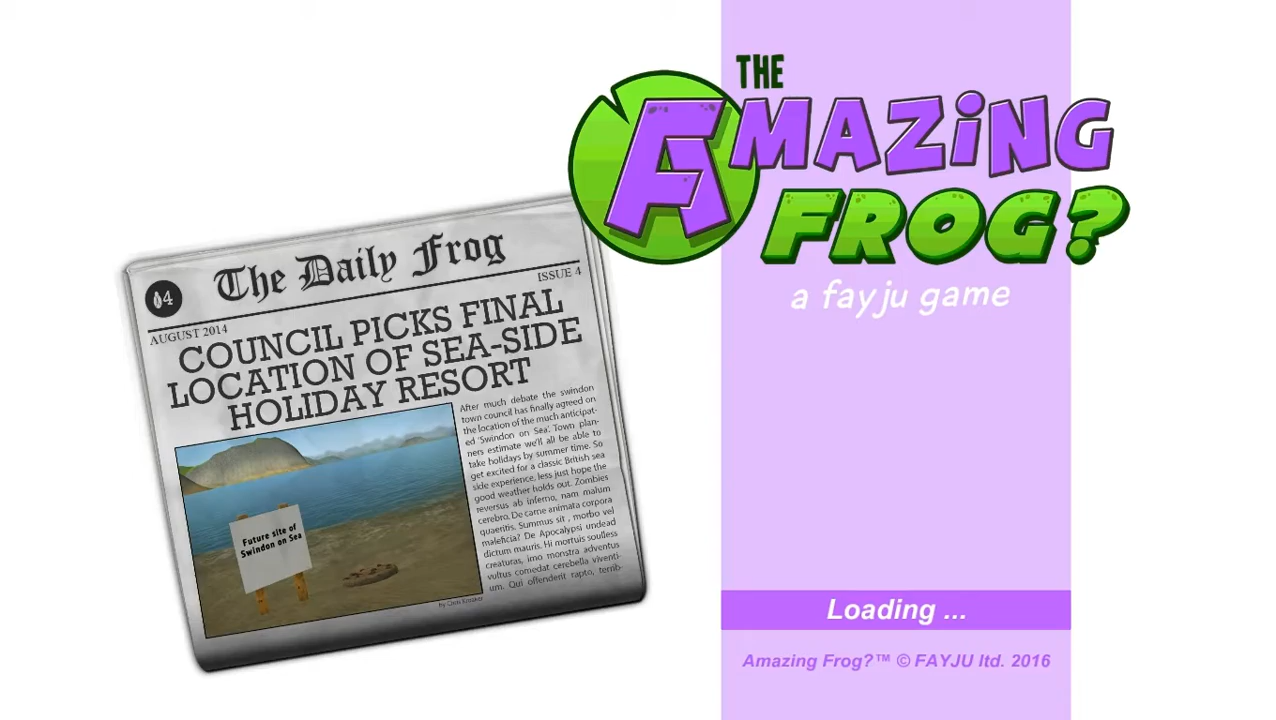 THE
AMAZiNG
FROG?
a fayju game
The Daily Frog
ISSUE 4
04
AUGUST 2014
COUNCIL PICKS FINAL
LOCATION OF SEA-SIDE
HOLIDAY RESORT
After much debate the swindon
town council has finally agreed on
the location of the much anticipat-
ed 'Swindon on Sea'. Town plan-
ners estimate we'll all be able to
take holidays by summer time. So
get excited for a classic British sea
side experience, less just hope the
good weather holds out. Zombies
reversus ab inferno, nam malum
cerebro. De carne animata corpora
quaeritis. Summus sit , morbo vel
maleficia? De Apocalypsi undead
dictum mauris. Hi mortuis soulless
creaturas, imo monstra adventus
vultus comedat cerebella viventi-
um. Qui offenderit rapto, terrib-
Future site of
Swindon on Sea
by Chris
Loading ...
Amazing Frog?™ © FAYJU ltd. 2016